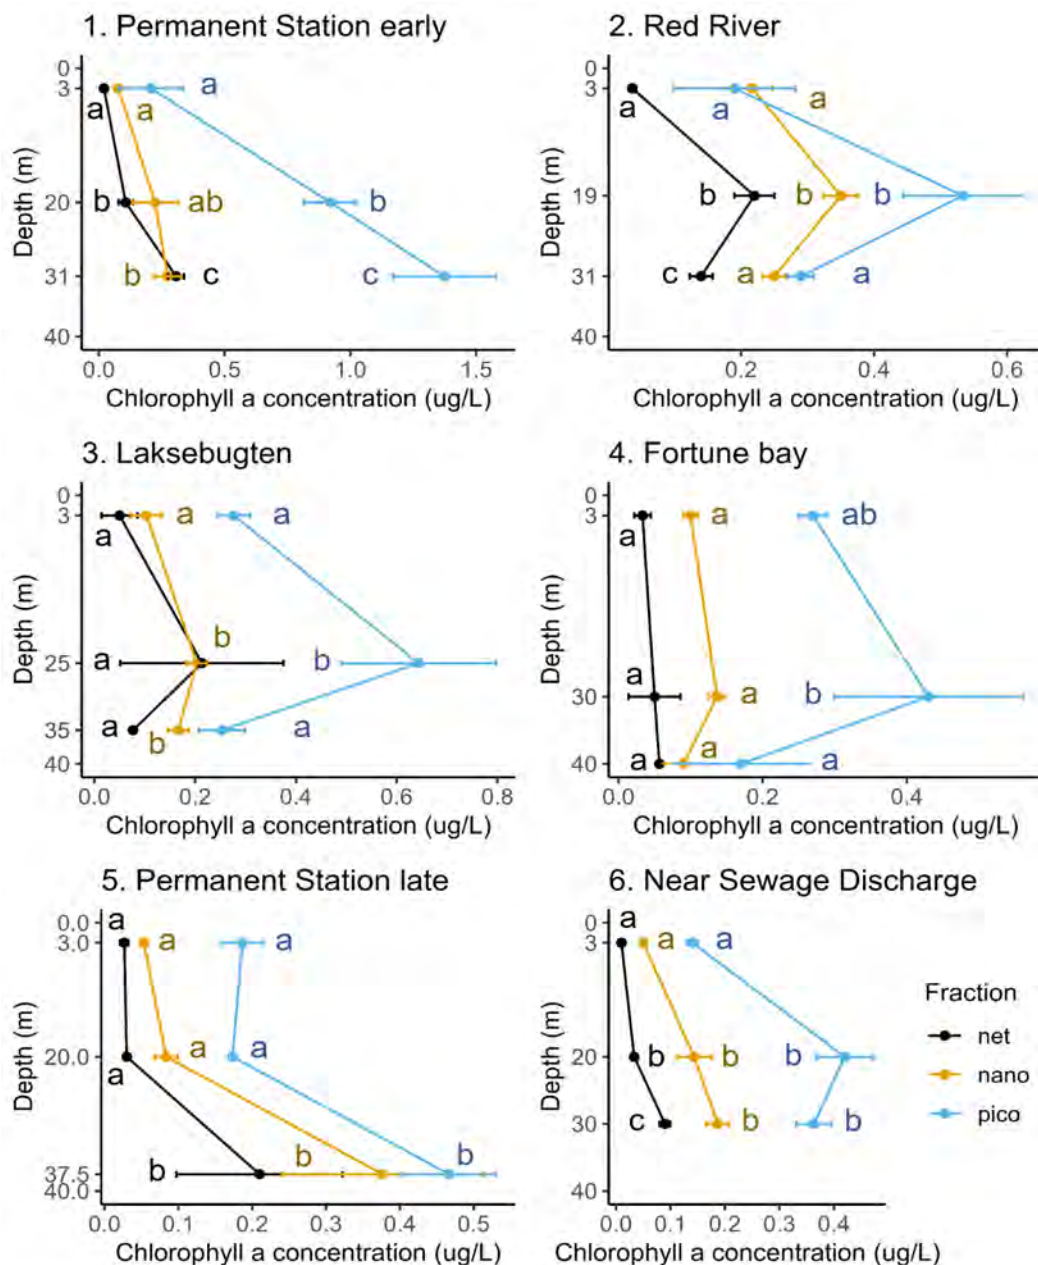 1. Permanent Station early
0
3
20
31
40
Depth (m)
a a a
b ab b
b c c
0.0 0.5 1.0 1.5
Chlorophyll a concentration (ug/L)
2. Red River
0
3
19
31
40
Depth (m)
a a a
b b b
c a a
0.2 0.4 0.6
Chlorophyll a concentration (ug/L)
3. Laksebugten
0
3
25
35
40
Depth (m)
a a a
a b b
a b a
0.0 0.2 0.4 0.6 0.8
Chlorophyll a concentration (ug/L)
4. Fortune bay
0
3
30
40
Depth (m)
a a ab
a a b
a a a
0.0 0.2 0.4
Chlorophyll a concentration (ug/L)
5. Permanent Station late
0.0
3.0
20.0
37.5
40.0
Depth (m)
a a a
a a a
b b b
0.0 0.1 0.2 0.3 0.4 0.5
Chlorophyll a concentration (ug/L)
6. Near Sewage Discharge
0
3
20
30
40
Depth (m)
a a a
b b b
c b b
0.0 0.1 0.2 0.3 0.4
Chlorophyll a concentration (ug/L)
Fraction
net
nano
pico